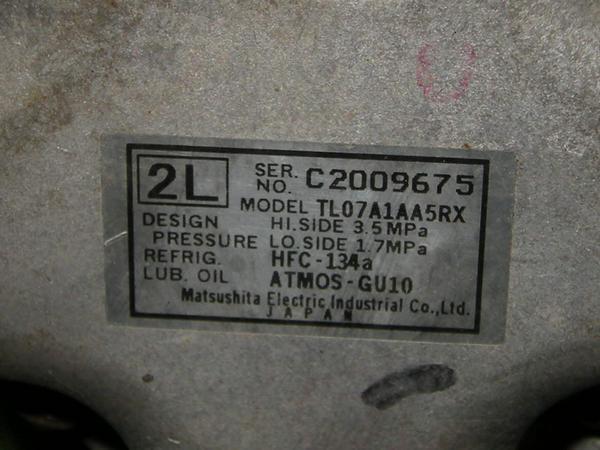 2L
SER. NO. C2009675
MODEL TL07A1AA5RX
DESIGN HI.SIDE 3.5MPa
PRESSURE LO.SIDE 1.7MPa
REFRIG. HFC-134a
LUB. OIL ATMOS-GU10
Matsushita Electric Industrial Co.,Ltd.
JAPAN